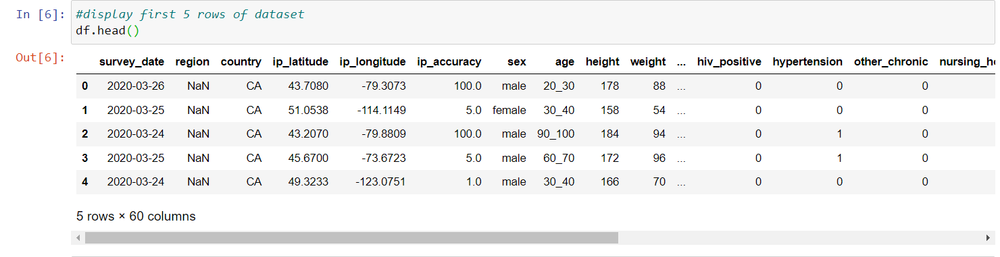 In [6]: #display first 5 rows of dataset
df.head()
Out[6]:
survey_date region country ip_latitude ip_longitude ip_accuracy sex age height weight ... hiv_positive hypertension other_chronic
0 2020-03-26 NaN CA 43.7080 -79.3073 100.0 male 20_30 178 88 ... 0 0 0
1 2020-03-25 NaN CA 51.0538 -114.1149 5.0 female 30_40 158 54 ... 0 0 0
2 2020-03-24 NaN CA 43.2070 -79.8809 100.0 male 90_100 184 94 ... 0 1 0
3 2020-03-25 NaN CA 45.6700 -73.6723 5.0 male 60_70 172 96 ... 0 1 0
4 2020-03-24 NaN CA 49.3233 -123.0751 1.0 male 30_40 166 70 ... 0 0 0
5 rows × 60 columns